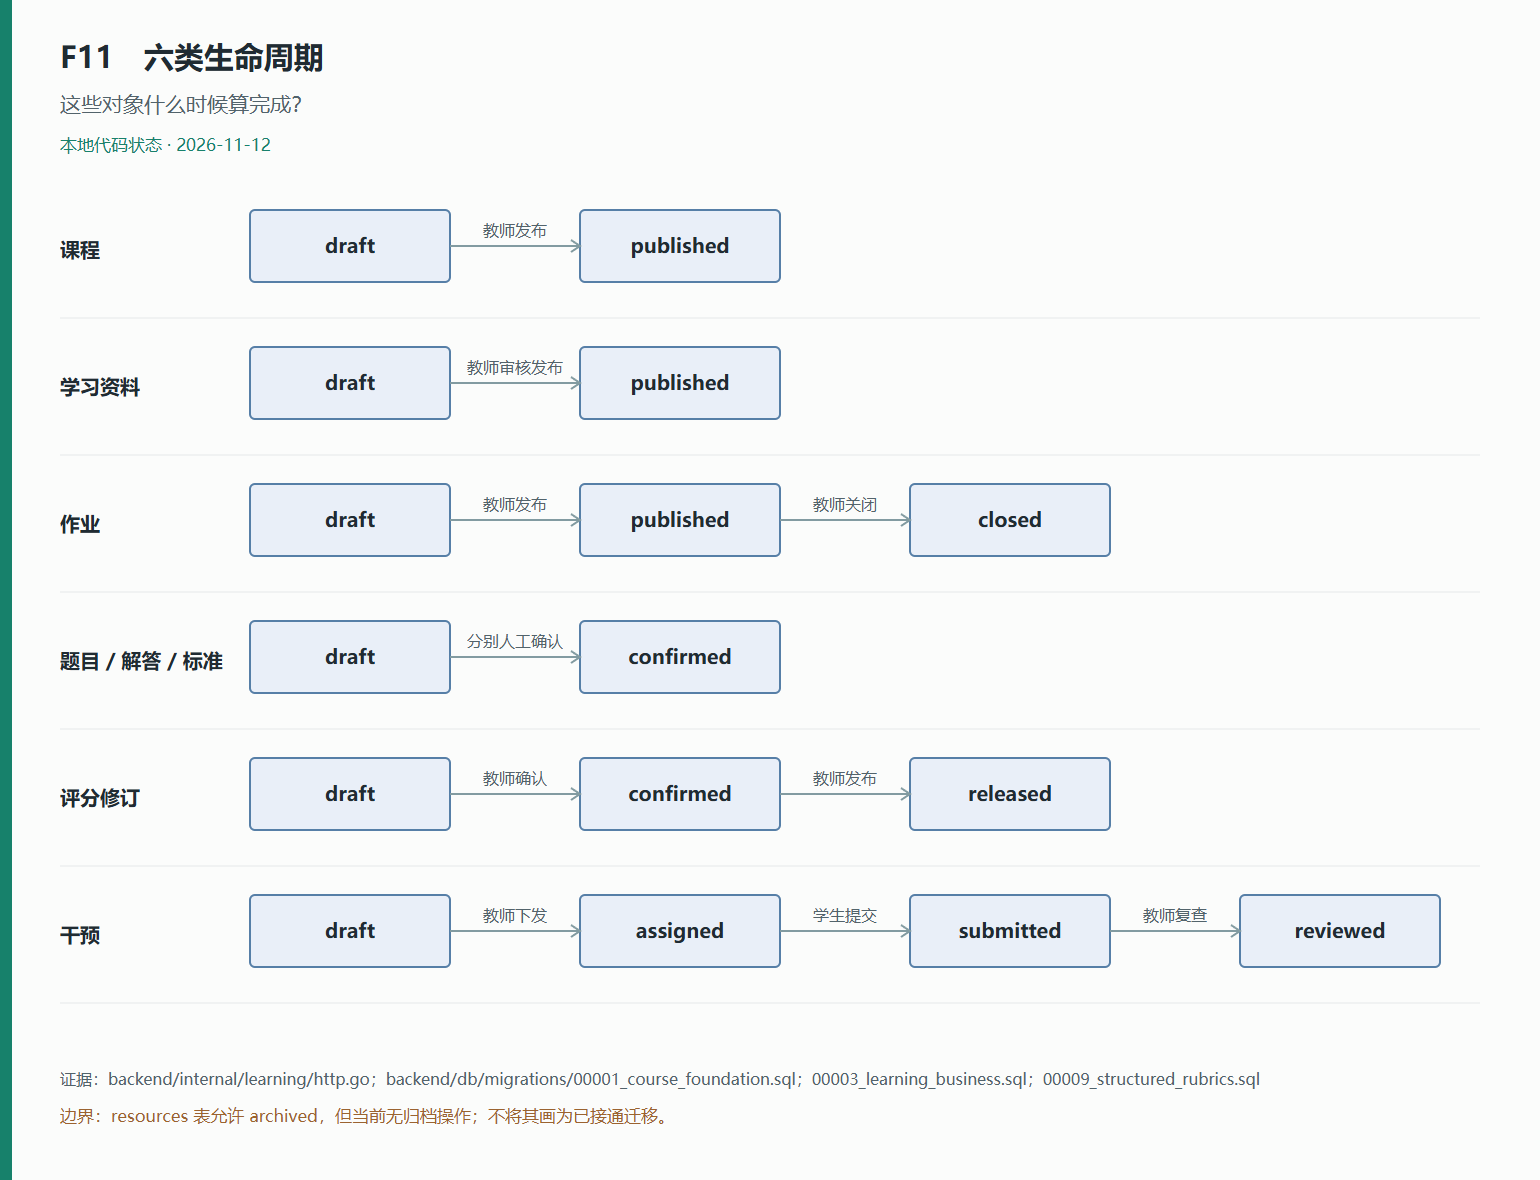 F11 六类生命周期
这些对象什么时候算完成？
本地代码状态 · 2026-11-12
课程
draft
教师发布
published
学习资料
draft
教师审核发布
published
作业
draft
教师发布
published
教师关闭
closed
题目 / 解答 / 标准
draft
分别人工确认
confirmed
评分修订
draft
教师确认
confirmed
教师发布
released
干预
draft
教师下发
assigned
学生提交
submitted
教师复查
reviewed
证据：backend/internal/learning/http.go；backend/db/migrations/00001_course_foundation.sql；00003_learning_business.sql；00009_structured_rubrics.sql
边界：resources 表允许 archived，但当前无归档操作；不将其画为已接通迁移。